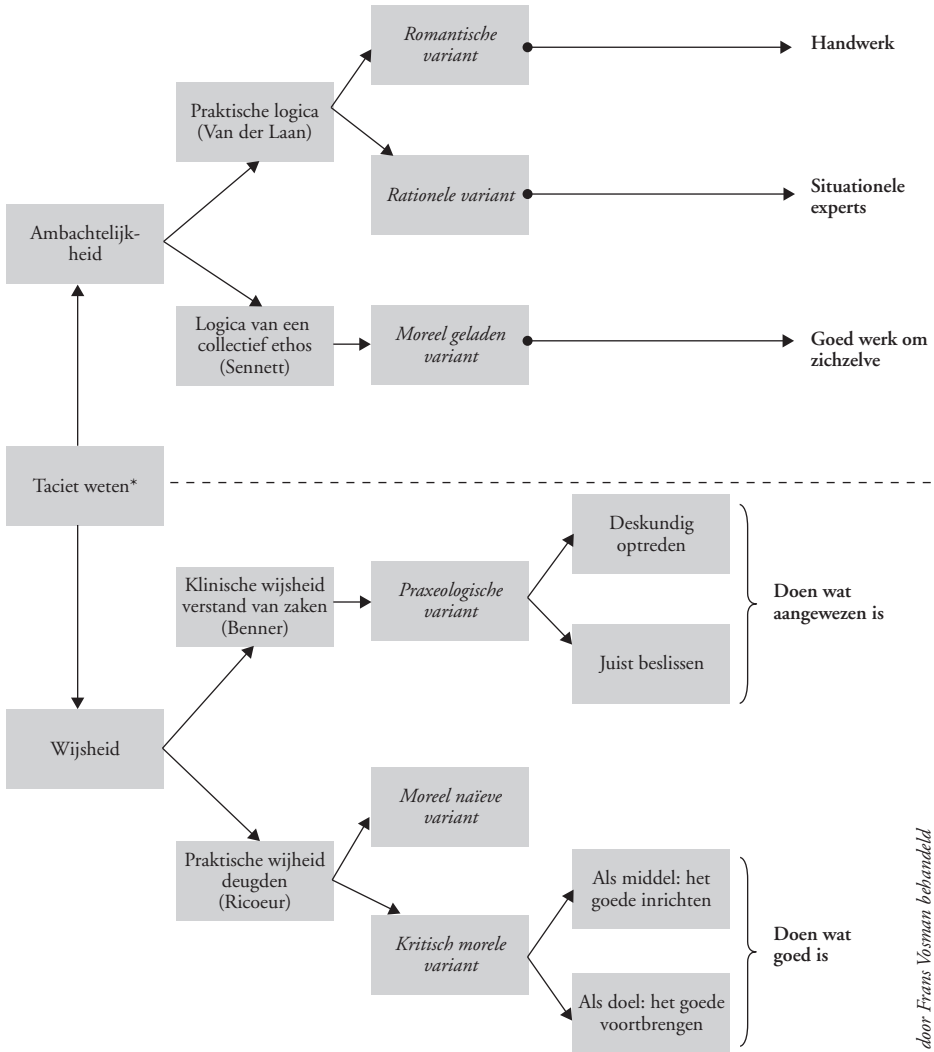 Romantische
variant
Handwerk
Praktische logica
(Van der Laan)
Rationele variant
Situationele
experts
Ambachtelijk-
heid
Logica van een
collectief ethos
(Sennett)
Moreel geladen
variant
Goed werk om
zichzelve
Taciet weten*
Deskundig
optreden
Klinische wijsheid
verstand van zaken
(Benner)
Praxeologische
variant
Doen wat
aangewezen is
Juist beslissen
Wijsheid
Moreel naïeve
variant
Praktische wijheid
deugden
(Ricoeur)
Als middel: het
goede inrichten
Kritisch morele
variant
Doen wat
goed is
Als doel: het goede
voortbrengen
door Frans Vosman behandeld